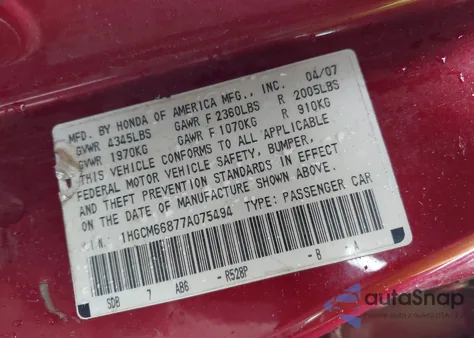 MFD. BY HONDA OF AMERICA MFG., INC. 04/07
GVWR 4345LBS GAWR F 2360LBS R 2005LBS
GVWR 1970KG GAWR F 1070KG R 910KG
THIS VEHICLE CONFORMS TO ALL APPLICABLE
FEDERAL MOTOR VEHICLE SAFETY, BUMPER,
AND THEFT PREVENTION STANDARDS IN EFFECT
ON THE DATE OF MANUFACTURE SHOWN ABOVE.
1HGCM66877A075494 TYPE: PASSENGER CAR
SDB 7 AB6 -R528P -B A
autoSnap